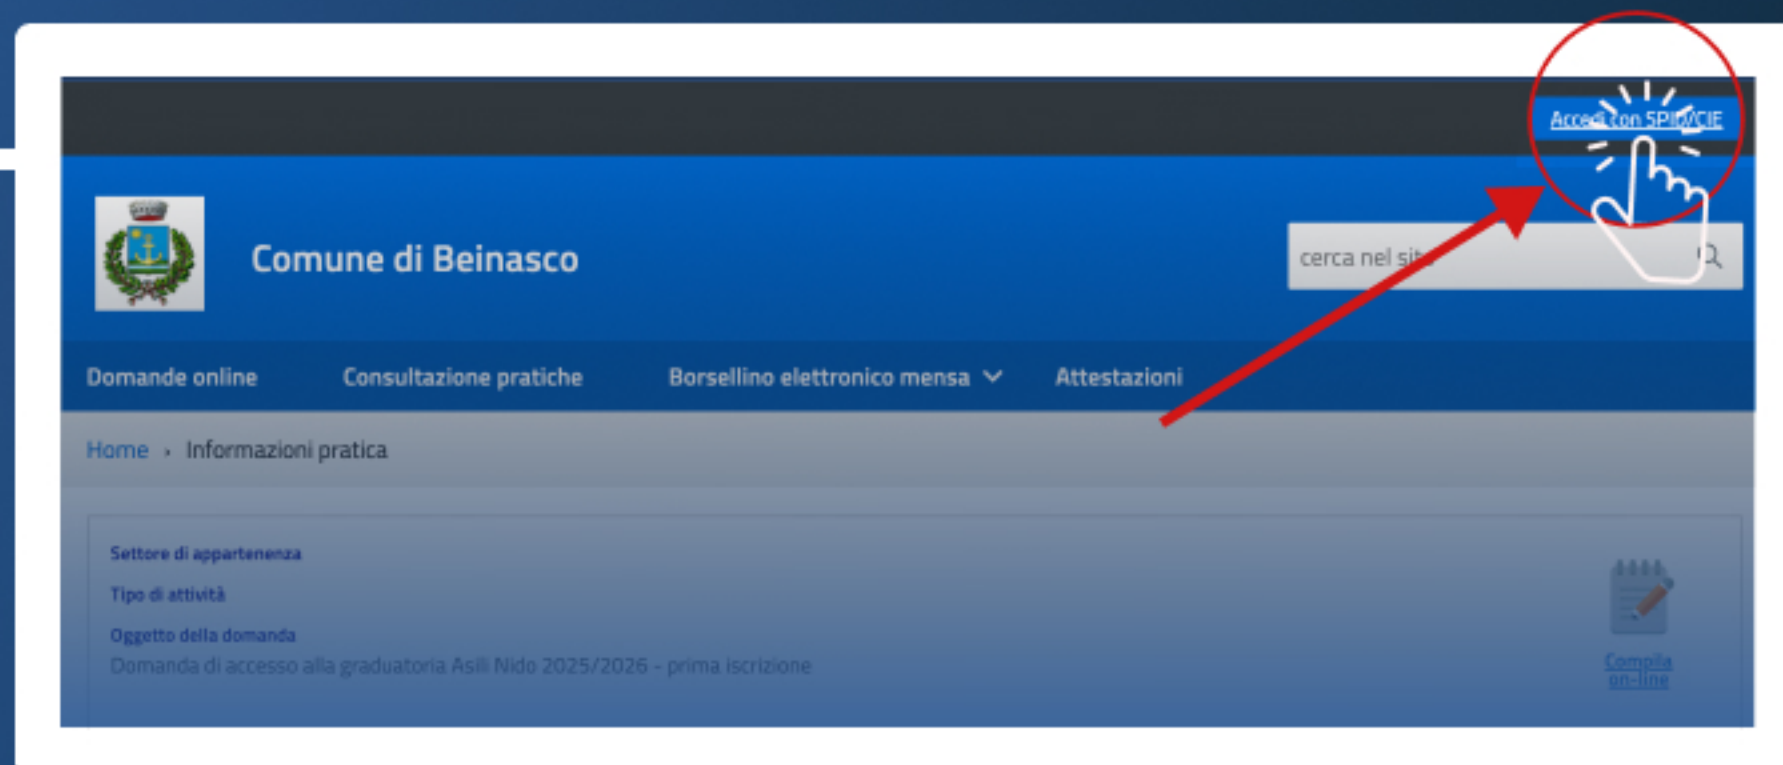 Accedi con SPID/CIE
Comune di Beinasco
cerca nel sito
Domande online Consultazione pratiche Borsellino elettronico mensa Attestazioni
Home › Informazioni pratica
Settore di appartenenza
Tipo di attività
Oggetto della domanda
Domanda di accesso alla graduatoria Asili Nido 2025/2026 - prima iscrizione
Compila
on-line